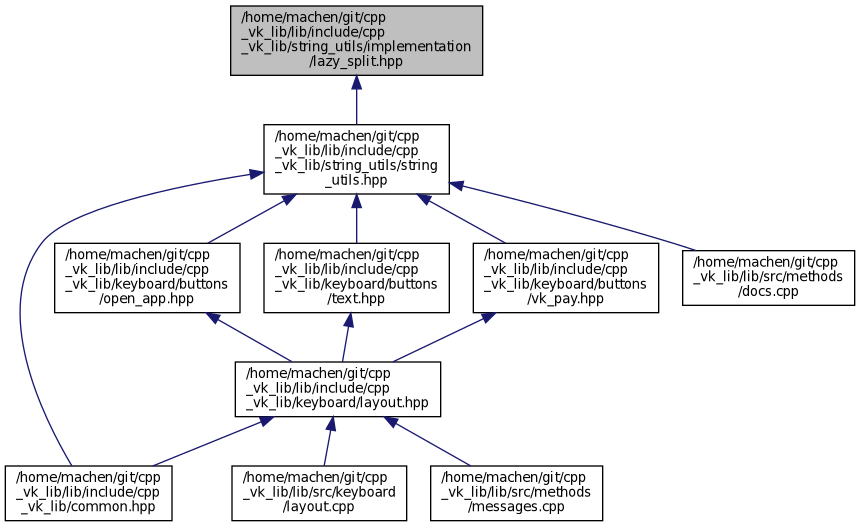 /home/machen/git/cpp
_vk_lib/lib/include/cpp
_vk_lib/string_utils/implementation
/lazy_split.hpp
/home/machen/git/cpp
_vk_lib/lib/include/cpp
_vk_lib/string_utils/string
_utils.hpp
/home/machen/git/cpp
_vk_lib/lib/include/cpp
_vk_lib/keyboard/buttons
/open_app.hpp
/home/machen/git/cpp
_vk_lib/lib/include/cpp
_vk_lib/keyboard/buttons
/text.hpp
/home/machen/git/cpp
_vk_lib/lib/include/cpp
_vk_lib/keyboard/buttons
/vk_pay.hpp
/home/machen/git/cpp
_vk_lib/lib/src/methods
/docs.cpp
/home/machen/git/cpp
_vk_lib/lib/include/cpp
_vk_lib/keyboard/layout.hpp
/home/machen/git/cpp
_vk_lib/lib/include/cpp
_vk_lib/common.hpp
/home/machen/git/cpp
_vk_lib/lib/src/keyboard
/layout.cpp
/home/machen/git/cpp
_vk_lib/lib/src/methods
/messages.cpp